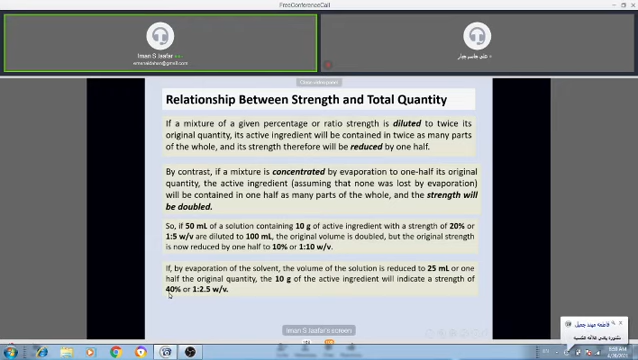 FreeConferenceCall
Iman S Jaafar
علي جاسم جبار
Relationship Between Strength and Total Quantity
If a mixture of a given percentage or ratio strength is diluted to twice its
original quantity, its active ingredient will be contained in twice as many parts
of the whole, and its strength therefore will be reduced by one half.
By contrast, if a mixture is concentrated by evaporation to one-half its original
quantity, the active ingredient (assuming that none was lost by evaporation)
will be contained in one half as many parts of the whole, and the strength will
be doubled.
So, if 50 mL of a solution containing 10 g of active ingredient with a strength of 20% or
1:5 w/v are diluted to 100 mL, the original volume is doubled, but the original strength
is now reduced by one half to 10% or 1:10 w/v.
If, by evaporation of the solvent, the volume of the solution is reduced to 25 mL or one
half the original quantity, the 10 g of the active ingredient will indicate a strength of
40% or 1:2.5 w/v.
Iman S Jaafar's screen